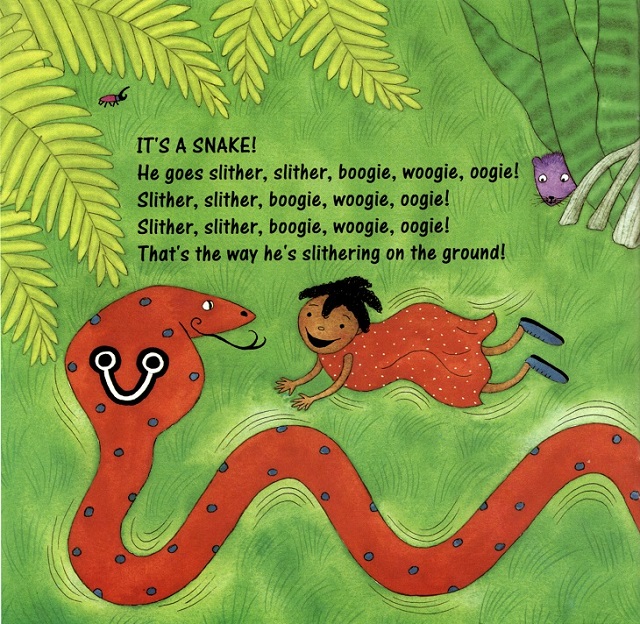 IT'S A SNAKE!
He goes slither, slither, boogie, woogie, oogie!
Slither, slither, boogie, woogie, oogie!
Slither, slither, boogie, woogie, oogie!
That's the way he's slithering on the ground!